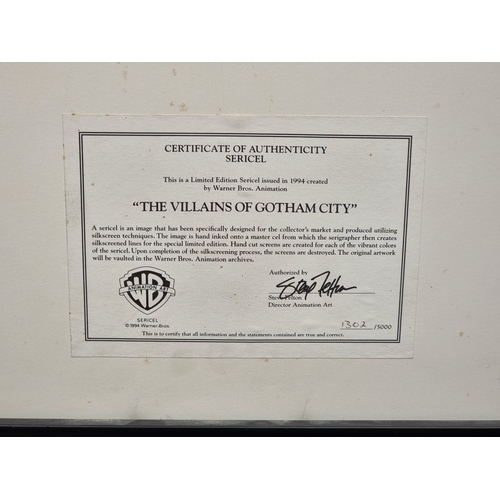 CERTIFICATE OF AUTHENTICITY
SERICEL
This is a Limited Edition Sericel issued in 1994 created
by Warner Bros. Animation
"THE VILLAINS OF GOTHAM CITY"
A sericel is an image that has been specifically designed for the collector's market and produced utilizing
silkscreen techniques. The image is hand inked onto a master cel from which the serigrapher then creates
silkscreened lines for the special limited edition. Hand cut screens are created for each of the vibrant colors
of the sericel. Upon completion of the silkscreening process, the screens are destroyed. The original artwork
will be vaulted in the Warner Bros. Animation archives.
Authorized by
Steve Felton
Steve Felton
Director Animation Art
WB
ANIMATION ART
SERICEL
© 1994 Warner Bros.
1302 /5000
This is to certify that all information and the statements contained are true and correct.